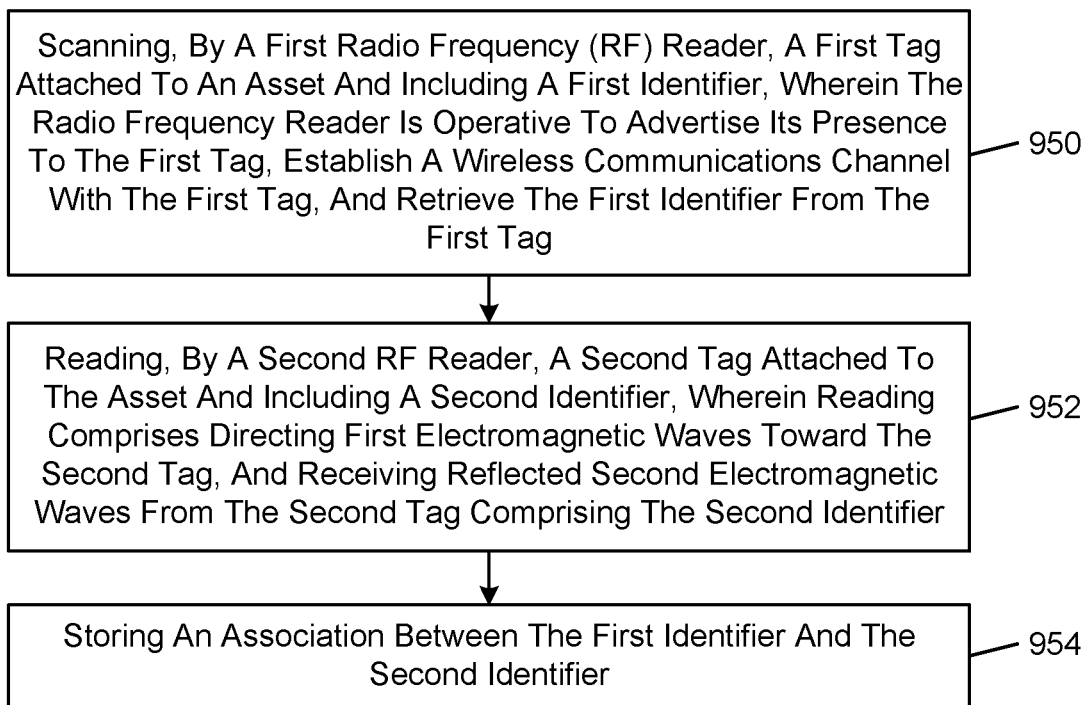 Scanning, By A First Radio Frequency (RF) Reader, A First Tag
Attached To An Asset And Including A First Identifier, Wherein The
Radio Frequency Reader Is Operative To Advertise Its Presence
To The First Tag, Establish A Wireless Communications Channel
With The First Tag, And Retrieve The First Identifier From The
First Tag
950
Reading, By A Second RF Reader, A Second Tag Attached To
The Asset And Including A Second Identifier, Wherein Reading
Comprises Directing First Electromagnetic Waves Toward The
Second Tag, And Receiving Reflected Second Electromagnetic
Waves From The Second Tag Comprising The Second Identifier
952
Storing An Association Between The First Identifier And The
Second Identifier
954